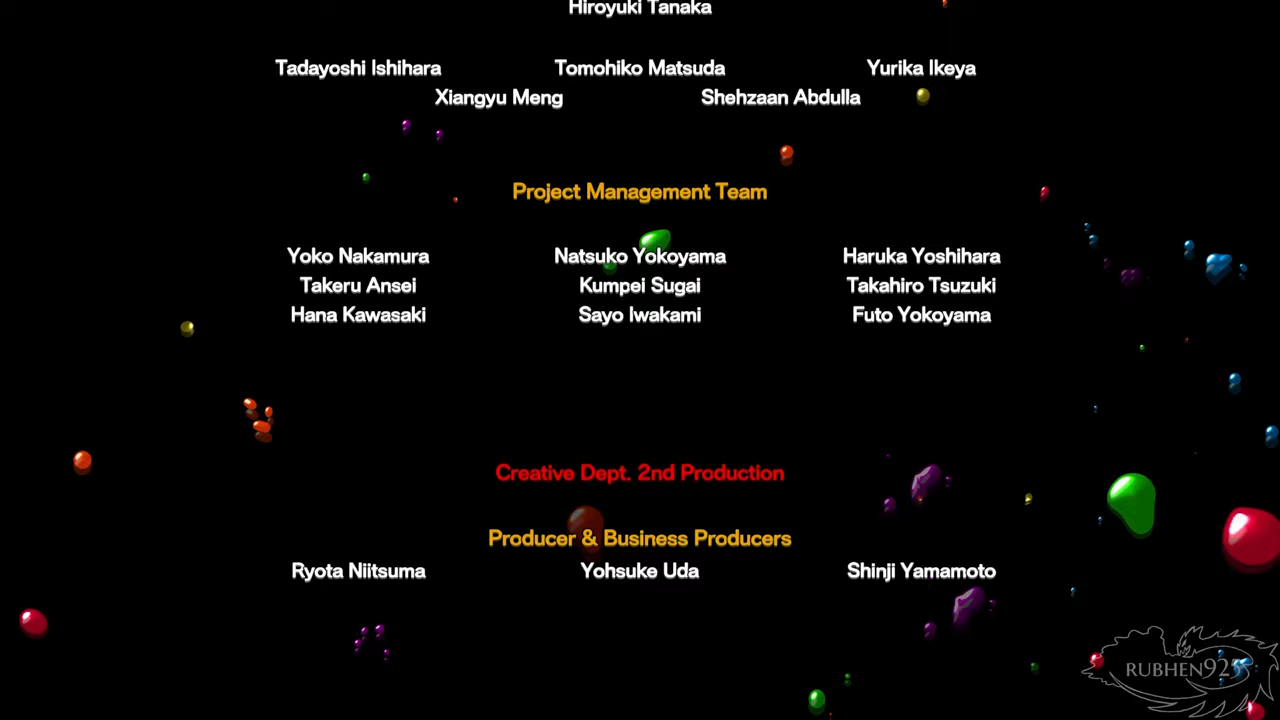 Hiroyuki Tanaka
Tadayoshi Ishihara Tomohiko Matsuda Yurika Ikeya
Xiangyu Meng Shehzaan Abdulla
Project Management Team
Yoko Nakamura Natsuko Yokoyama Haruka Yoshihara
Takeru Ansei Kumpei Sugai Takahiro Tsuzuki
Hana Kawasaki Sayo Iwakami Futo Yokoyama
Creative Dept. 2nd Production
Producer & Business Producers
Ryota Niitsuma Yohsuke Uda Shinji Yamamoto
RUBHEN925